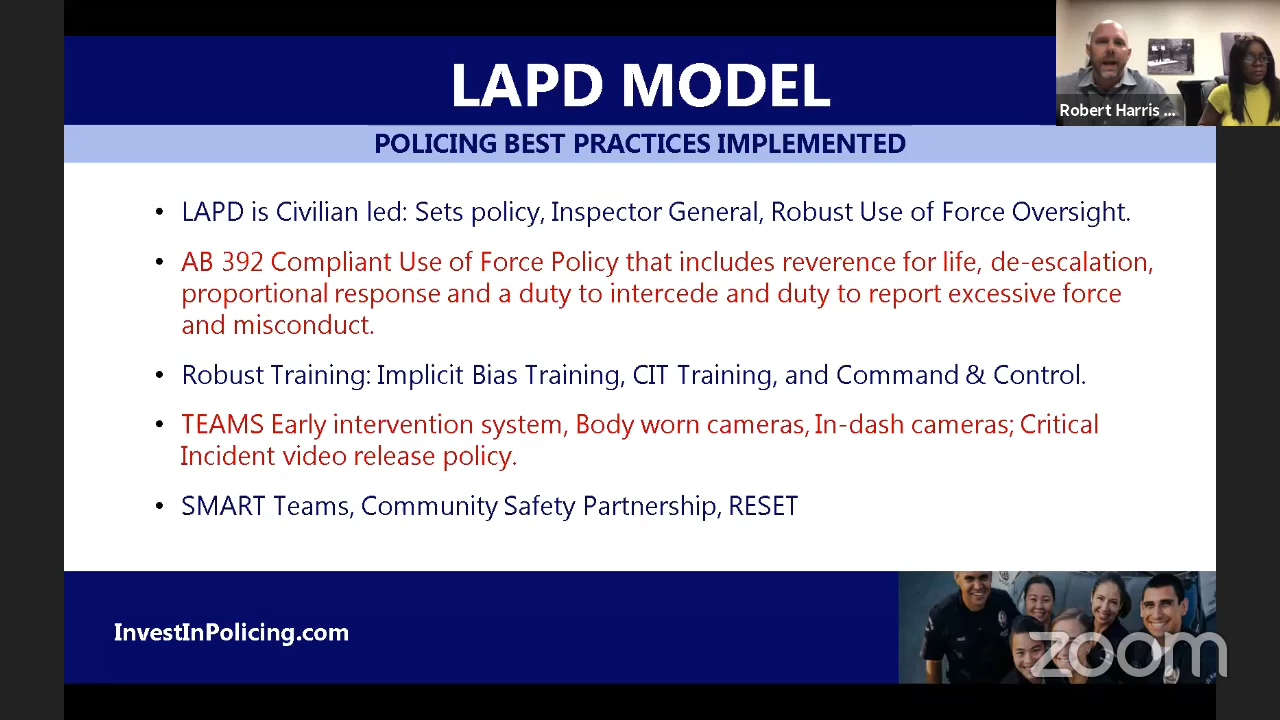 LAPD MODEL
POLICING BEST PRACTICES IMPLEMENTED
Robert Harris ...
• LAPD is Civilian led: Sets policy, Inspector General, Robust Use of Force Oversight.
• AB 392 Compliant Use of Force Policy that includes reverence for life, de-escalation,
proportional response and a duty to intercede and duty to report excessive force
and misconduct.
• Robust Training: Implicit Bias Training, CIT Training, and Command & Control.
• TEAMS Early intervention system, Body worn cameras, In-dash cameras; Critical
Incident video release policy.
• SMART Teams, Community Safety Partnership, RESET
InvestInPolicing.com
zoom